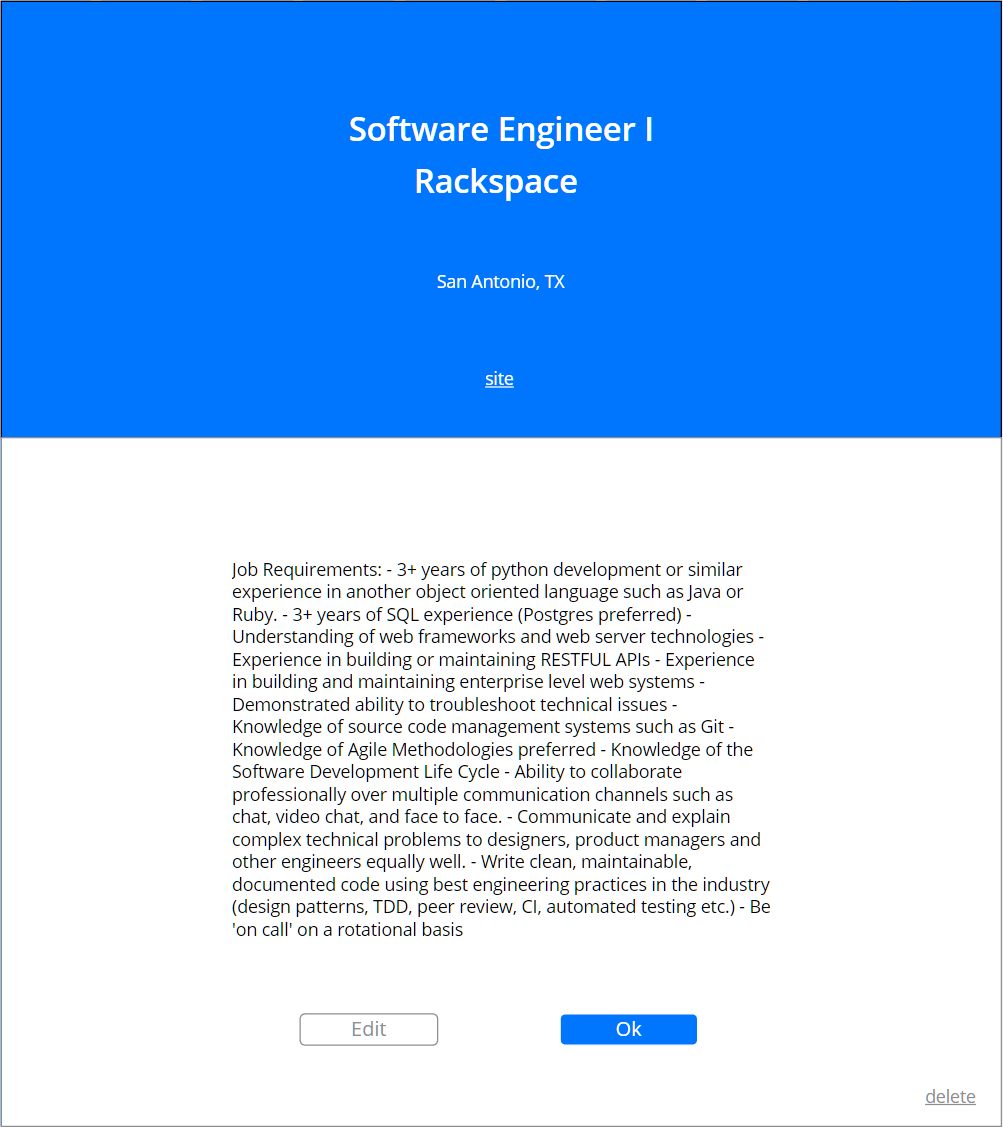 Software Engineer I
Rackspace
San Antonio, TX
site
Job Requirements: - 3+ years of python development or similar
experience in another object oriented language such as Java or
Ruby. - 3+ years of SQL experience (Postgres preferred) -
Understanding of web frameworks and web server technologies -
Experience in building or maintaining RESTFUL APIs - Experience
in building and maintaining enterprise level web systems -
Demonstrated ability to troubleshoot technical issues -
Knowledge of source code management systems such as Git -
Knowledge of Agile Methodologies preferred - Knowledge of the
Software Development Life Cycle - Ability to collaborate
professionally over multiple communication channels such as
chat, video chat, and face to face. - Communicate and explain
complex technical problems to designers, product managers and
other engineers equally well. - Write clean, maintainable,
documented code using best engineering practices in the industry
(design patterns, TDD, peer review, CI, automated testing etc.) - Be
'on call' on a rotational basis
Edit
Ok
delete